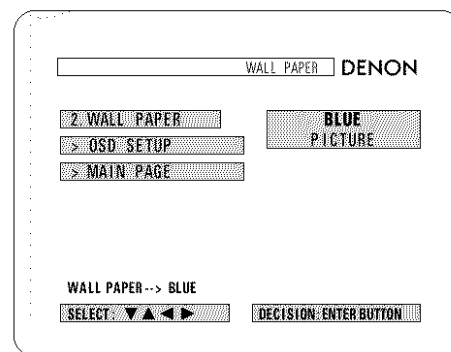 WALL PAPER DENON
2. WALL PAPER
> OSD SETUP
> MAIN PAGE
BLUE
PICTURE
WALL PAPER--> BLUE
SELECT: ▼▲◀▶
DECISION: ENTER BUTTON